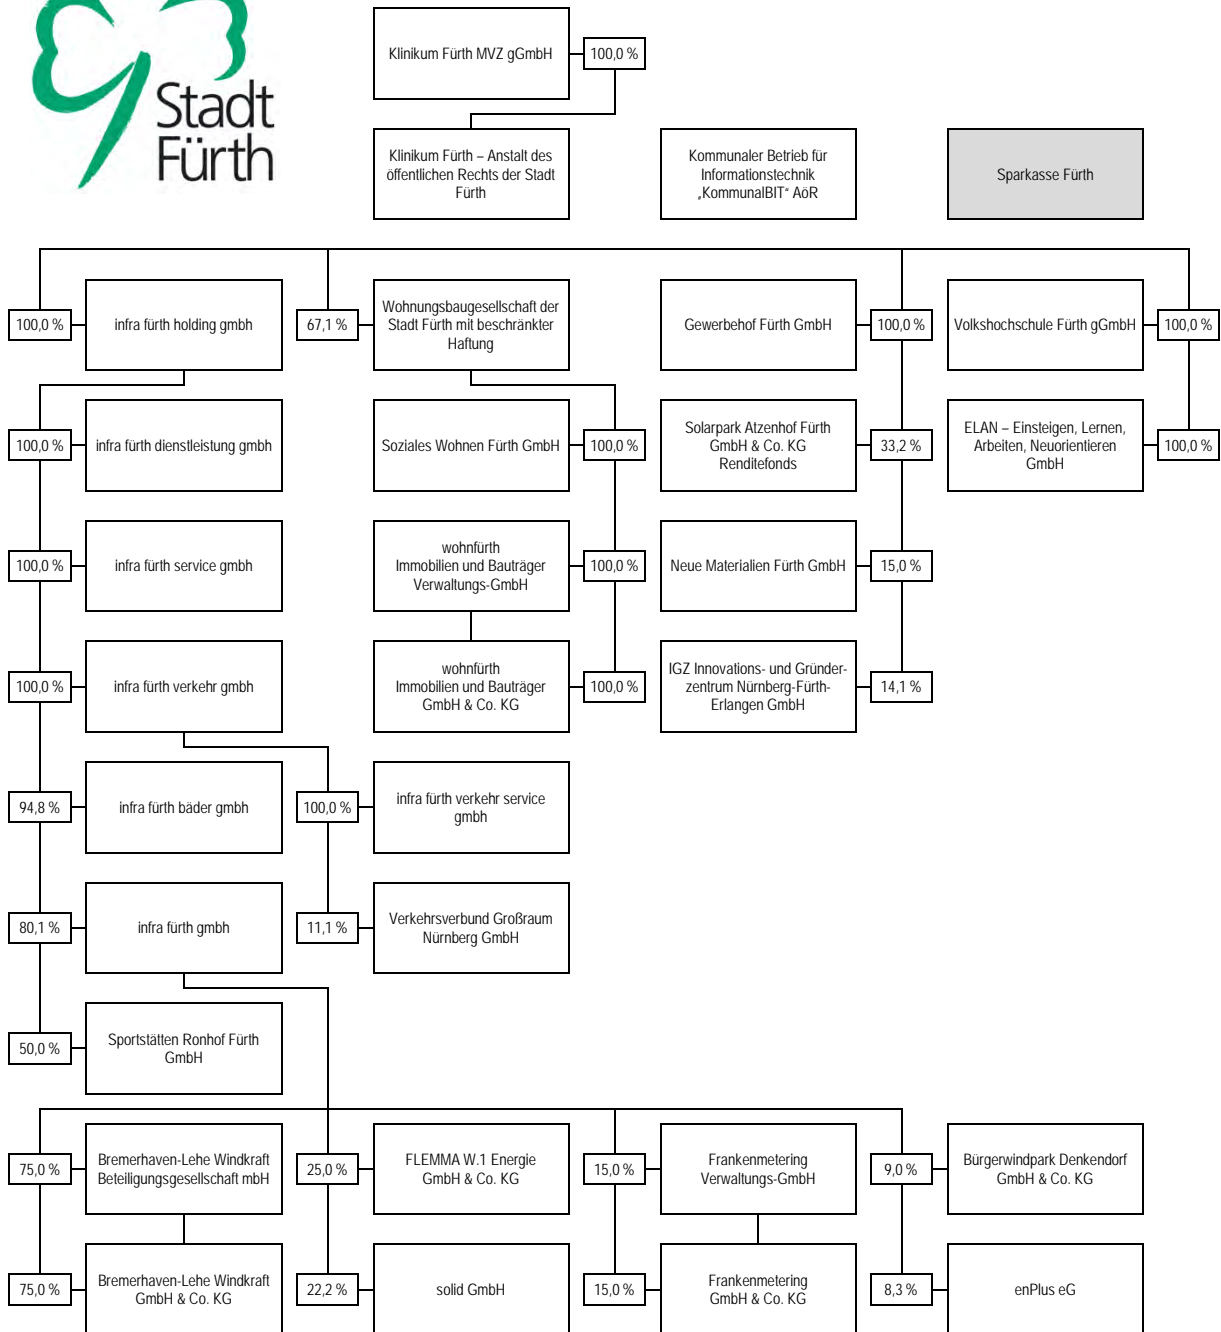 Stadt
Fürth
Klinikum Fürth MVZ gGmbH
100,0 %
Klinikum Fürth – Anstalt des
öffentlichen Rechts der Stadt
Fürth
Kommunaler Betrieb für
Informationstechnik
„KommunalBIT“ AöR
Sparkasse Fürth
100,0 %
infra fürth holding gmbh
67,1 %
Wohnungsbaugesellschaft der
Stadt Fürth mit beschränkter
Haftung
Gewerbehof Fürth GmbH
100,0 %
Volkshochschule Fürth gGmbH
100,0 %
100,0 %
infra fürth dienstleistung gmbh
Soziales Wohnen Fürth GmbH
100,0 %
Solarpark Atzenhof Fürth
GmbH & Co. KG
Renditefonds
33,2 %
ELAN – Einsteigen, Lernen,
Arbeiten, Neuorientieren
GmbH
100,0 %
100,0 %
infra fürth service gmbh
wohnfürth
Immobilien und Bauträger
Verwaltungs-GmbH
100,0 %
Neue Materialien Fürth GmbH
15,0 %
100,0 %
infra fürth verkehr gmbh
wohnfürth
Immobilien und Bauträger
GmbH & Co. KG
100,0 %
IGZ Innovations- und Gründer-
zentrum Nürnberg-Fürth-
Erlangen GmbH
14,1 %
94,8 %
infra fürth bäder gmbh
100,0 %
infra fürth verkehr service
gmbh
80,1 %
infra fürth gmbh
11,1 %
Verkehrsverbund Großraum
Nürnberg GmbH
50,0 %
Sportstätten Ronhof Fürth
GmbH
75,0 %
Bremerhaven-Lehe Windkraft
Beteiligungsgesellschaft mbH
25,0 %
FLEMMA W.1 Energie
GmbH & Co. KG
15,0 %
Frankenmetering
Verwaltungs-GmbH
9,0 %
Bürgerwindpark Denkendorf
GmbH & Co. KG
75,0 %
Bremerhaven-Lehe Windkraft
GmbH & Co. KG
22,2 %
solid GmbH
15,0 %
Frankenmetering
GmbH & Co. KG
8,3 %
enPlus eG